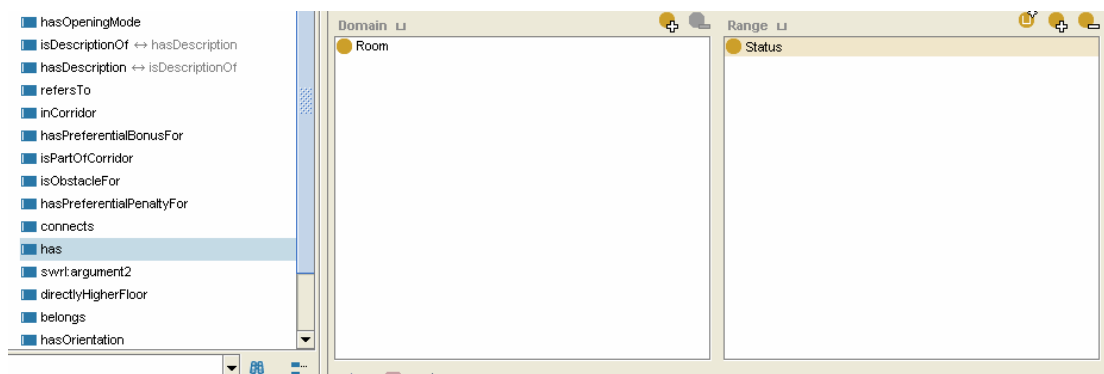 hasOpeningMode
isDescriptionOf ↔ hasDescription
hasDescription ↔ isDescriptionOf
refersTo
inCorridor
hasPreferentialBonusFor
isPartOfCorridor
isObstacleFor
hasPreferentialPenaltyFor
connects
has
swrl:argument2
directlyHigherFloor
belongs
hasOrientation
Domain ⊔
Room
Range ⊔
Status